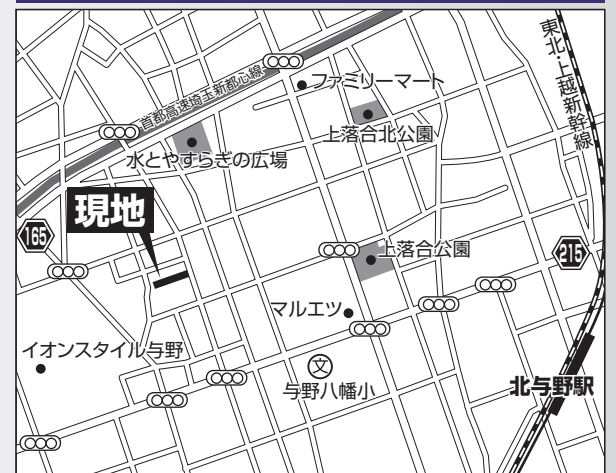 東北・上越新幹線
首都高速埼玉新都心線
ファミリーマート
上落合北公園
水とやすらぎの広場
現地
165
上落合公園
215
マルエツ
イオンスタイル与野
文
与野八幡小
北与野駅